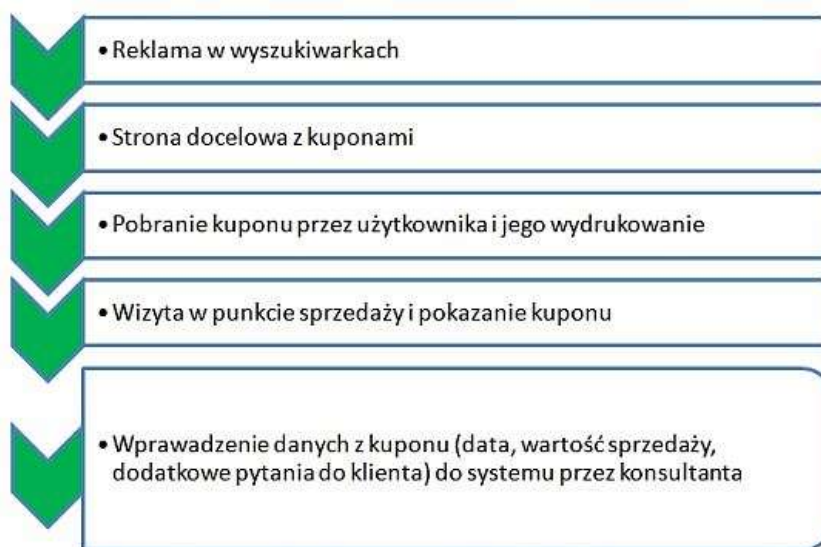 • Reklama w wyszukiwarkach
• Strona docelowa z kuponami
• Pobranie kuponu przez użytkownika i jego wydrukowanie
• Wizyta w punkcie sprzedaży i pokazanie kuponu
• Wprawadzenie danych z kuponu (data, wartość sprzedaży,
dodatkowe pytania do klienta) do systemu przez konsultanta